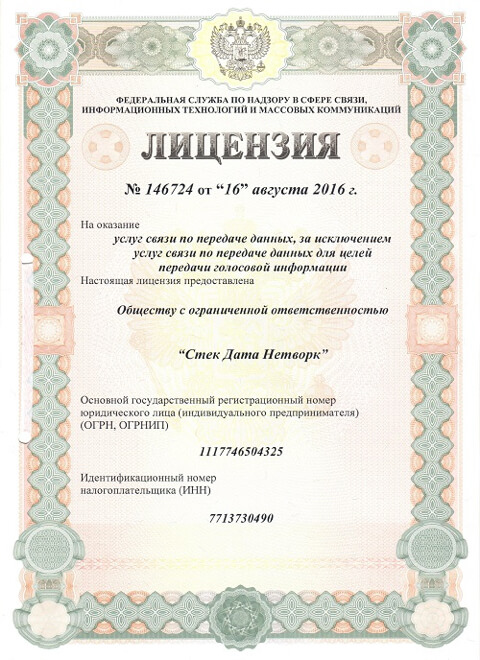 ФЕДЕРАЛЬНАЯ СЛУЖБА ПО НАДЗОРУ В СФЕРЕ СВЯЗИ,
ИНФОРМАЦИОННЫХ ТЕХНОЛОГИЙ И МАССОВЫХ КОММУНИКАЦИЙ
ЛИЦЕНЗИЯ
№ 146724 от “16” августа 2016 г.
На оказание
услуг связи по передаче данных, за исключением
услуг связи по передаче данных для целей
передачи голосовой информации
Настоящая лицензия предоставлена
Обществу с ограниченной ответственностью
“Стек Дата Нетворк”
Основной государственный регистрационный номер
юридического лица (индивидуального предпринимателя)
(ОГРН, ОГРНИП)
1117746504325
Идентификационный номер
налогоплательщика (ИНН)
7713730490